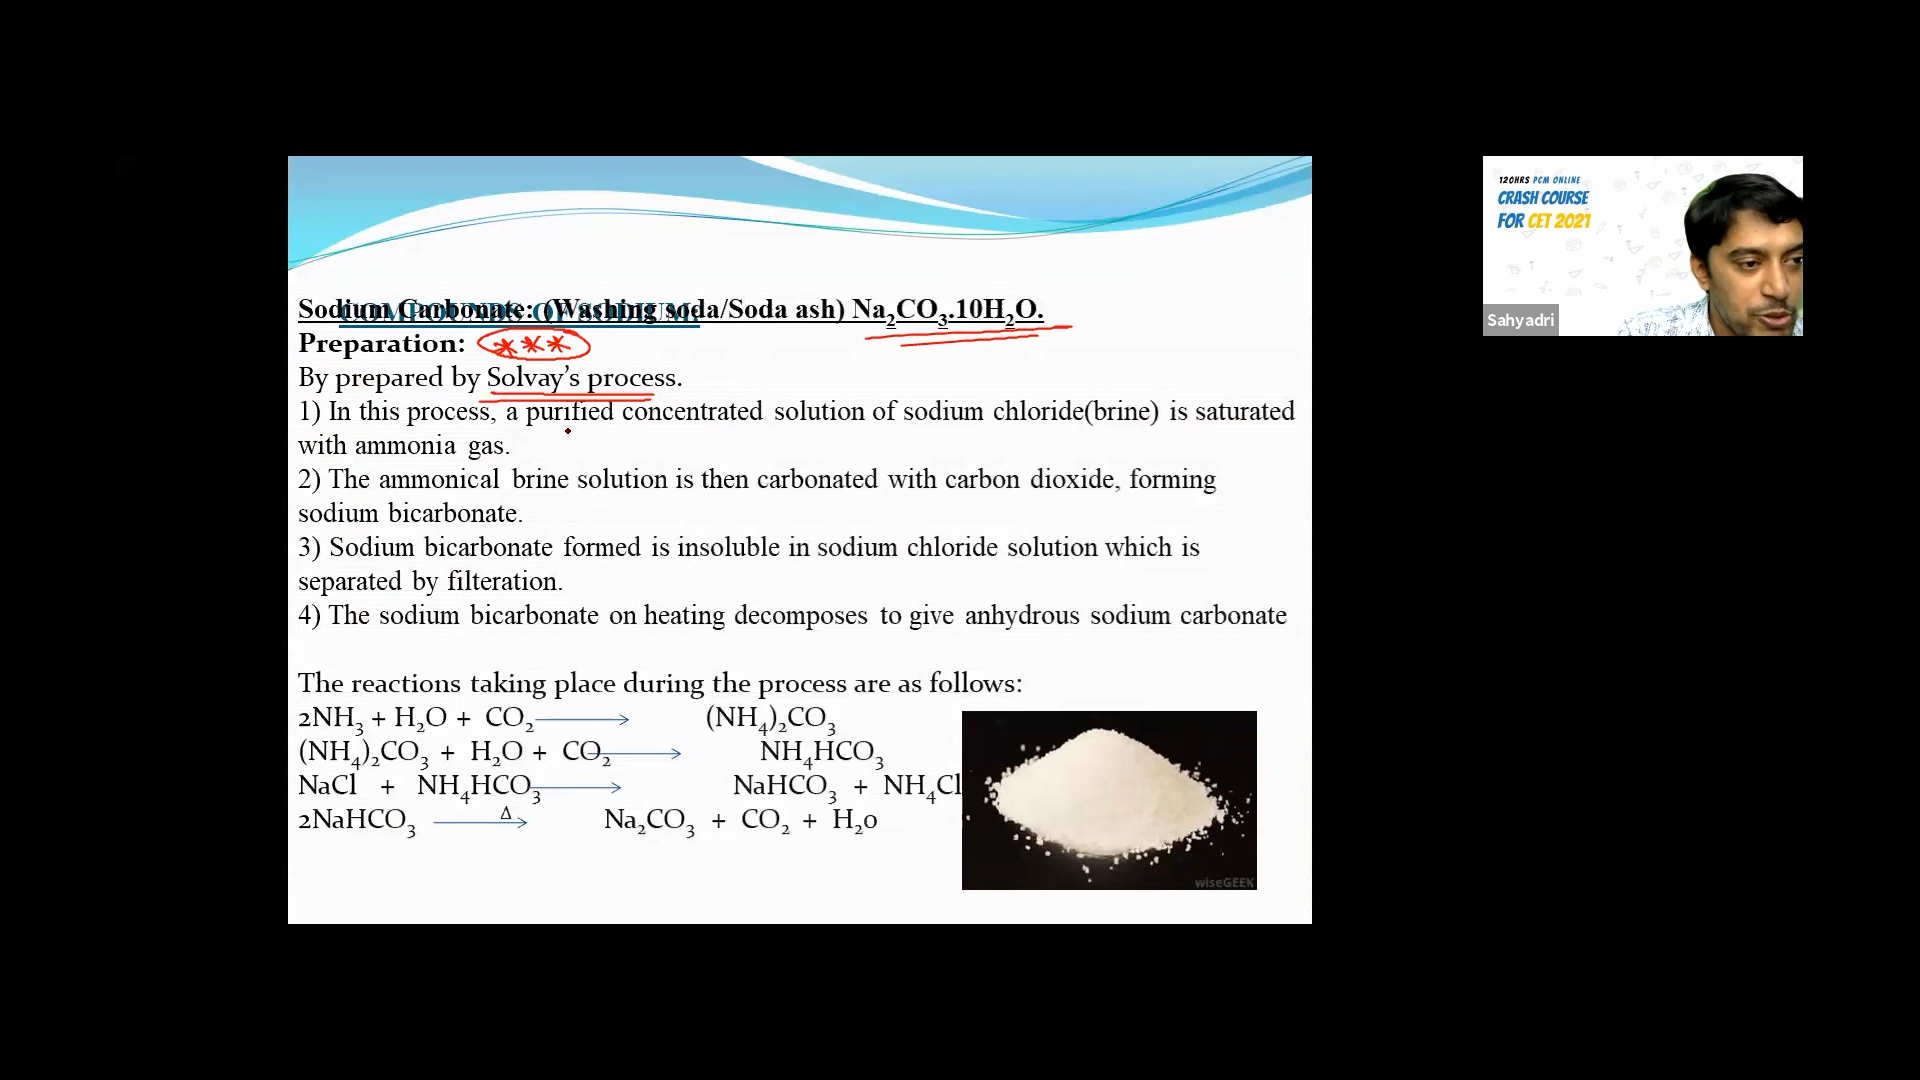 COMPOUNDS OF SODIUM:
Sodium Carbonate: (Washing soda/Soda ash) Na₂CO₃.10H₂O.
Preparation: ***
By prepared by Solvay’s process.
1) In this process, a purified concentrated solution of sodium chloride(brine) is saturated
with ammonia gas.
2) The ammonical brine solution is then carbonated with carbon dioxide, forming
sodium bicarbonate.
3) Sodium bicarbonate formed is insoluble in sodium chloride solution which is
separated by filteration.
4) The sodium bicarbonate on heating decomposes to give anhydrous sodium carbonate
The reactions taking place during the process are as follows:
2NH₃ + H₂O + CO₂ → (NH₄)₂CO₃
(NH₄)₂CO₃ + H₂O + CO₂ → NH₄HCO₃
NaCl + NH₄HCO₃ → NaHCO₃ + NH₄Cl
2NaHCO₃ Δ→ Na₂CO₃ + CO₂ + H₂o
wiseGEEK
120HRS PCM ONLINE
CRASH COURSE
FOR CET 2021
Sahyadri